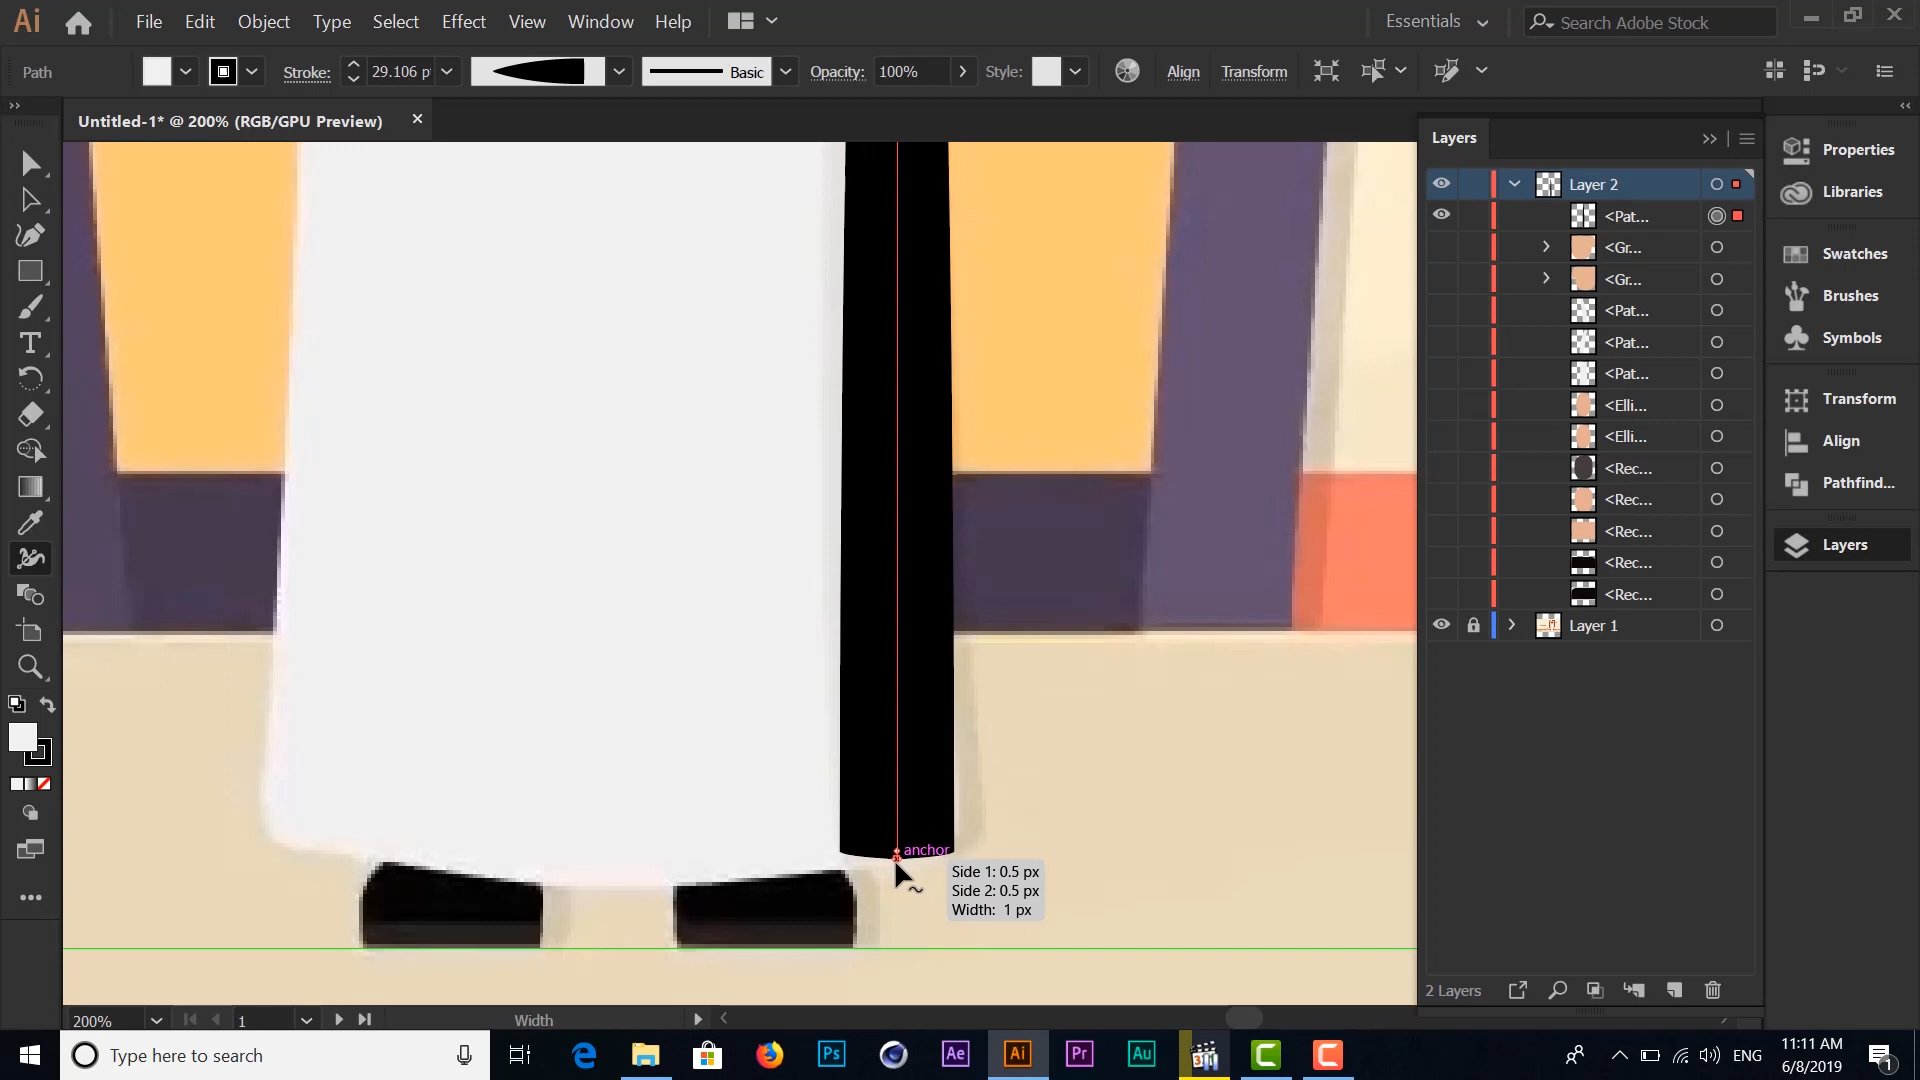 Ai File Edit Object Type Select Effect View Window Help Essentials Search Adobe Stock
Path Stroke: 29.106 p Basic Opacity: 100% Style: Align Transform
Untitled-1* @ 200% (RGB/GPU Preview)
Layers
Layer 2
<Pat...
<Gr...
<Gr...
<Pat...
<Pat...
<Pat...
<Elli...
<Elli...
<Rec...
<Rec...
<Rec...
<Rec...
<Rec...
Layer 1
2 Layers
Properties
Libraries
Swatches
Brushes
Symbols
Transform
Align
Pathfind...
Layers
anchor
Side 1: 0.5 px
Side 2: 0.5 px
Width: 1 px
200% 1 Width
Type here to search
Ps Ae Ai Pr Au
ENG
11:11 AM
6/8/2019
1